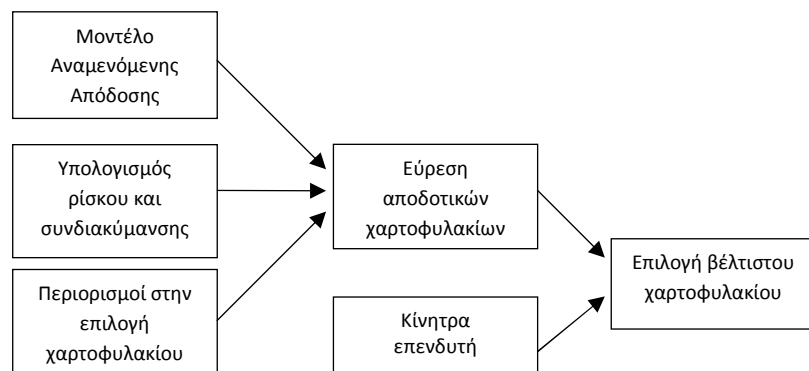 Μοντέλο
Αναμενόμενης
Απόδοσης
Υπολογισμός
ρίσκου και
συνδιακύμανσης
Περιορισμοί στην
επιλογή
χαρτοφυλακίου
Εύρεση
αποδοτικών
χαρτοφυλακίων
Κίνητρα
επενδυτή
Επιλογή βέλτιστου
χαρτοφυλακίου